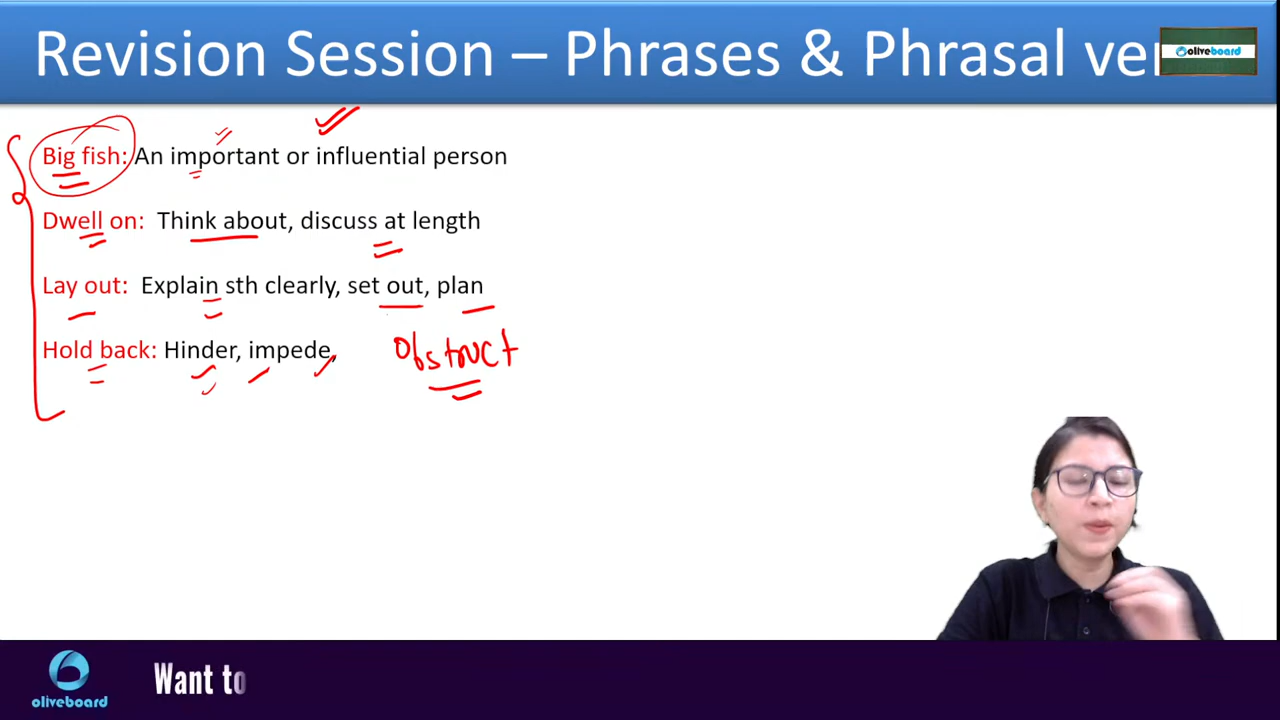 Revision Session – Phrases & Phrasal ve
oliveboard
Big fish: An important or influential person
Dwell on: Think about, discuss at length
Lay out: Explain sth clearly, set out, plan
Hold back: Hinder, impede, Obstruct
oliveboard
Want to